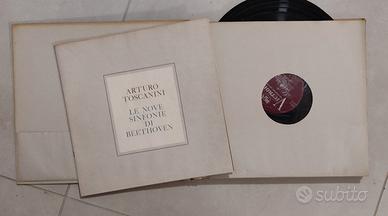 ARTURO
TOSCANINI
LE NOVE
SINFONIE
DI
BEETHOVEN
subito